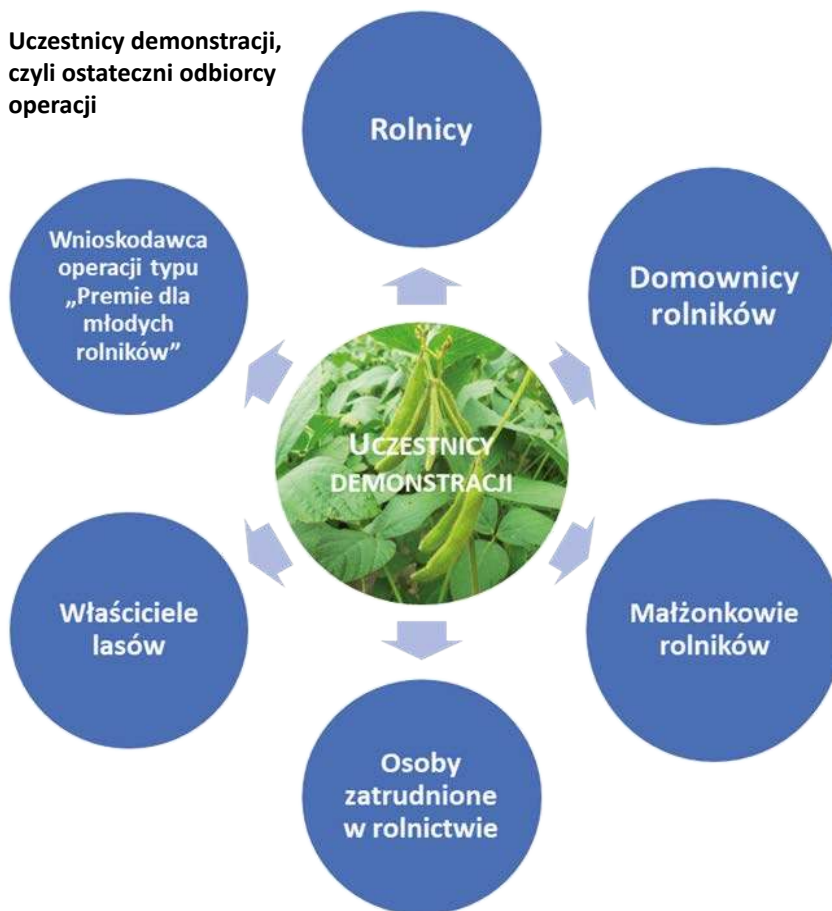 Uczestnicy demonstracji,
czyli ostateczni odbiorcy
operacji
Rolnicy
Domownicy
rolników
Małżonkowie
rolników
Osoby
zatrudnione
w rolnictwie
Właściciele
lasów
Wnioskodawca
operacji typu
„Premie dla
młodych
rolników”
UCZESTNICY
DEMONSTRACJI